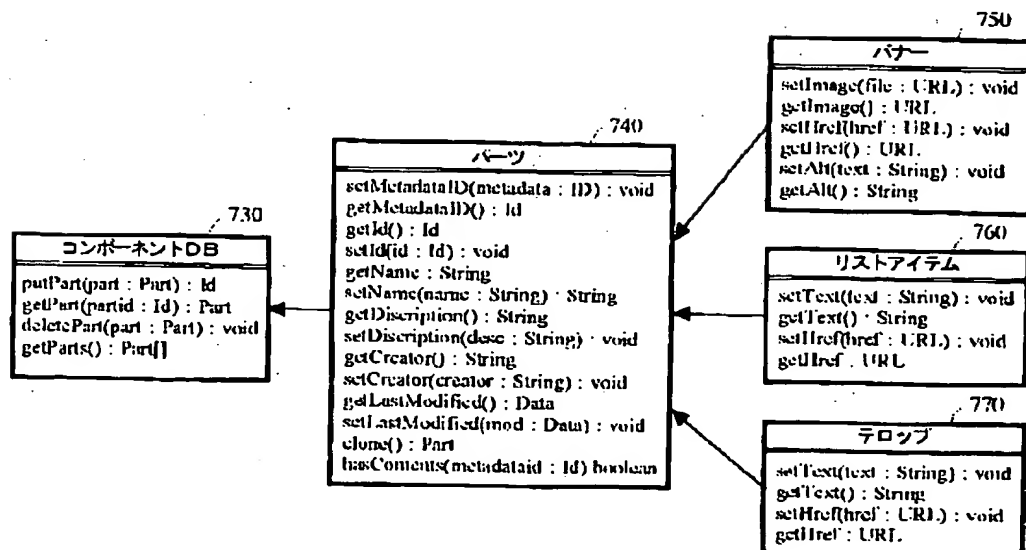 730
コンポーネントDB
putPart(part : Part) : Id
getPart(partid : Id) : Part
deletePart(part : Part) : void
getParts() : Part[]
740
パーツ
setMetadataID(metadata : ID) : void
getMetadataID() : Id
getId() : Id
setId(id : Id) : void
getName : String
setName(name : String) : String
getDiscription() : String
setDiscription(desc : String) : void
getCreator() : String
setCreator(creator : String) : void
getLastModified() : Data
setLastModified(mod : Data) : void
clone() : Part
hasContents(metadataid : Id) boolean
750
バナー
setImage(file : URL) : void
getImage() : URL
setHref(href : URL) : void
getHref() : URL
setAlt(text : String) : void
getAlt() : String
760
リストアイテム
setText(text : String) : void
getText() : String
setHref(href : URL) : void
getHref : URL
770
テロップ
setText(text : String) : void
getText() : String
setHref(href : URL) : void
getHref : URL